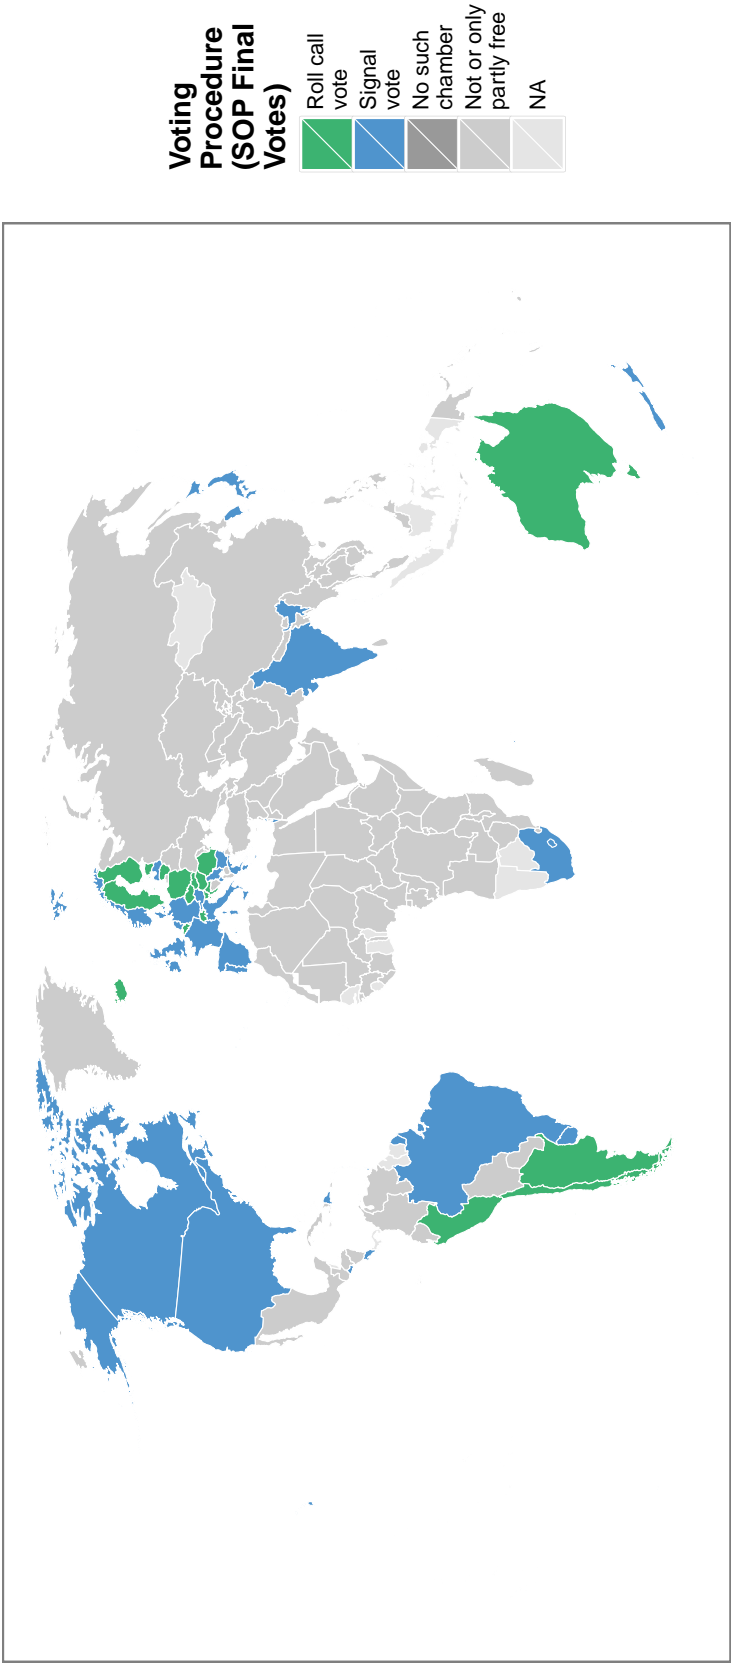 Voting
Procedure
(SOP Final
Votes)
Roll call
vote
Signal
vote
No such
chamber
Not or only
partly free
NA